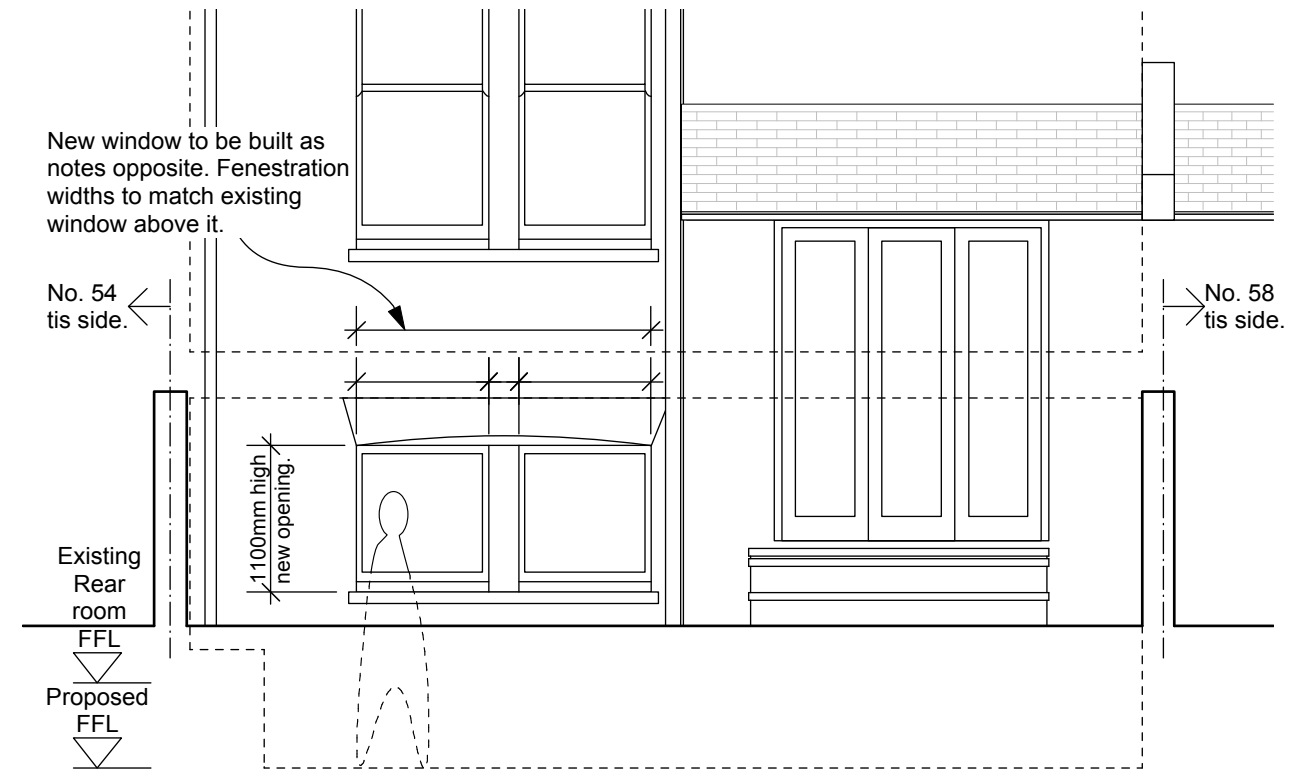 New window to be built as
notes opposite. Fenestration
widths to match existing
window above it.
No. 54
tis side.
No. 58
tis side.
1100mm high
new opening.
Existing
Rear
room
FFL
Proposed
FFL